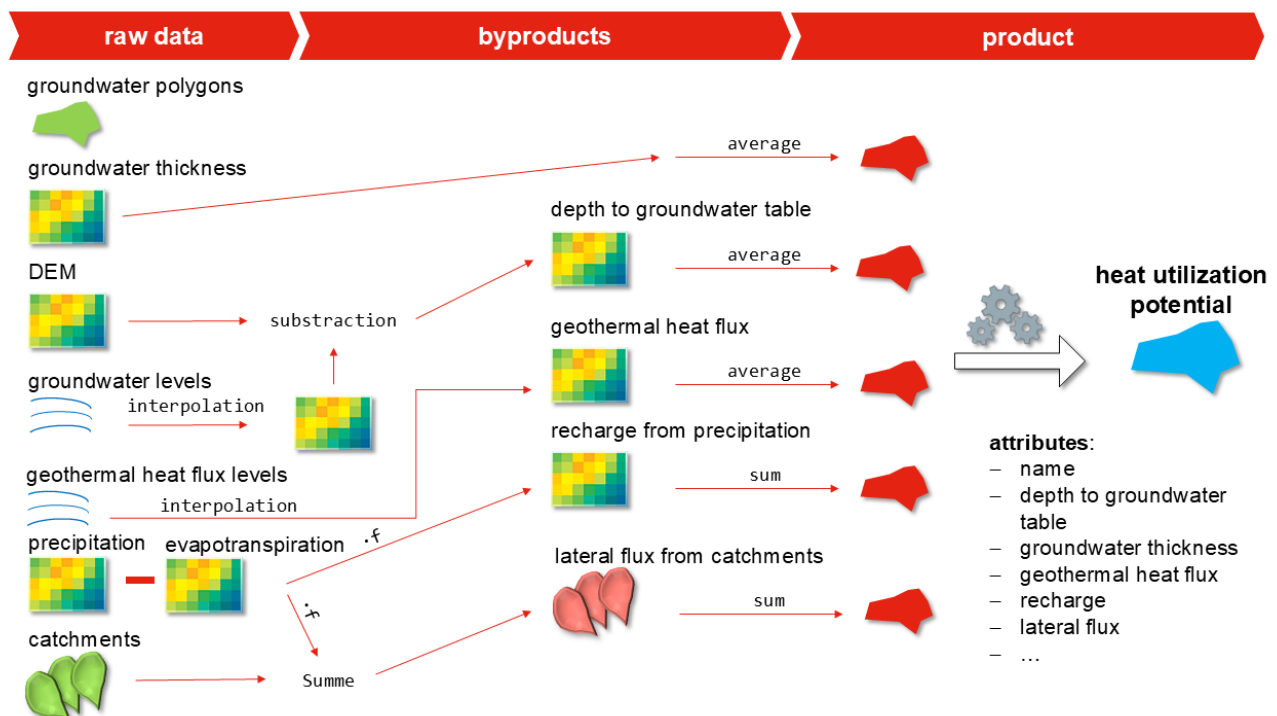 raw data
byproducts
product
groundwater polygons
groundwater thickness
average
depth to groundwater table
average
DEM
substraction
heat utilization
potential
geothermal heat flux
average
groundwater levels
interpolation
recharge from precipitation
sum
geothermal heat flux levels
interpolation
precipitation
evapotranspiration
.f
.f
lateral flux from catchments
sum
catchments
Summe
attributes:
– name
– depth to groundwater
table
– groundwater thickness
– geothermal heat flux
– recharge
– lateral flux
– …